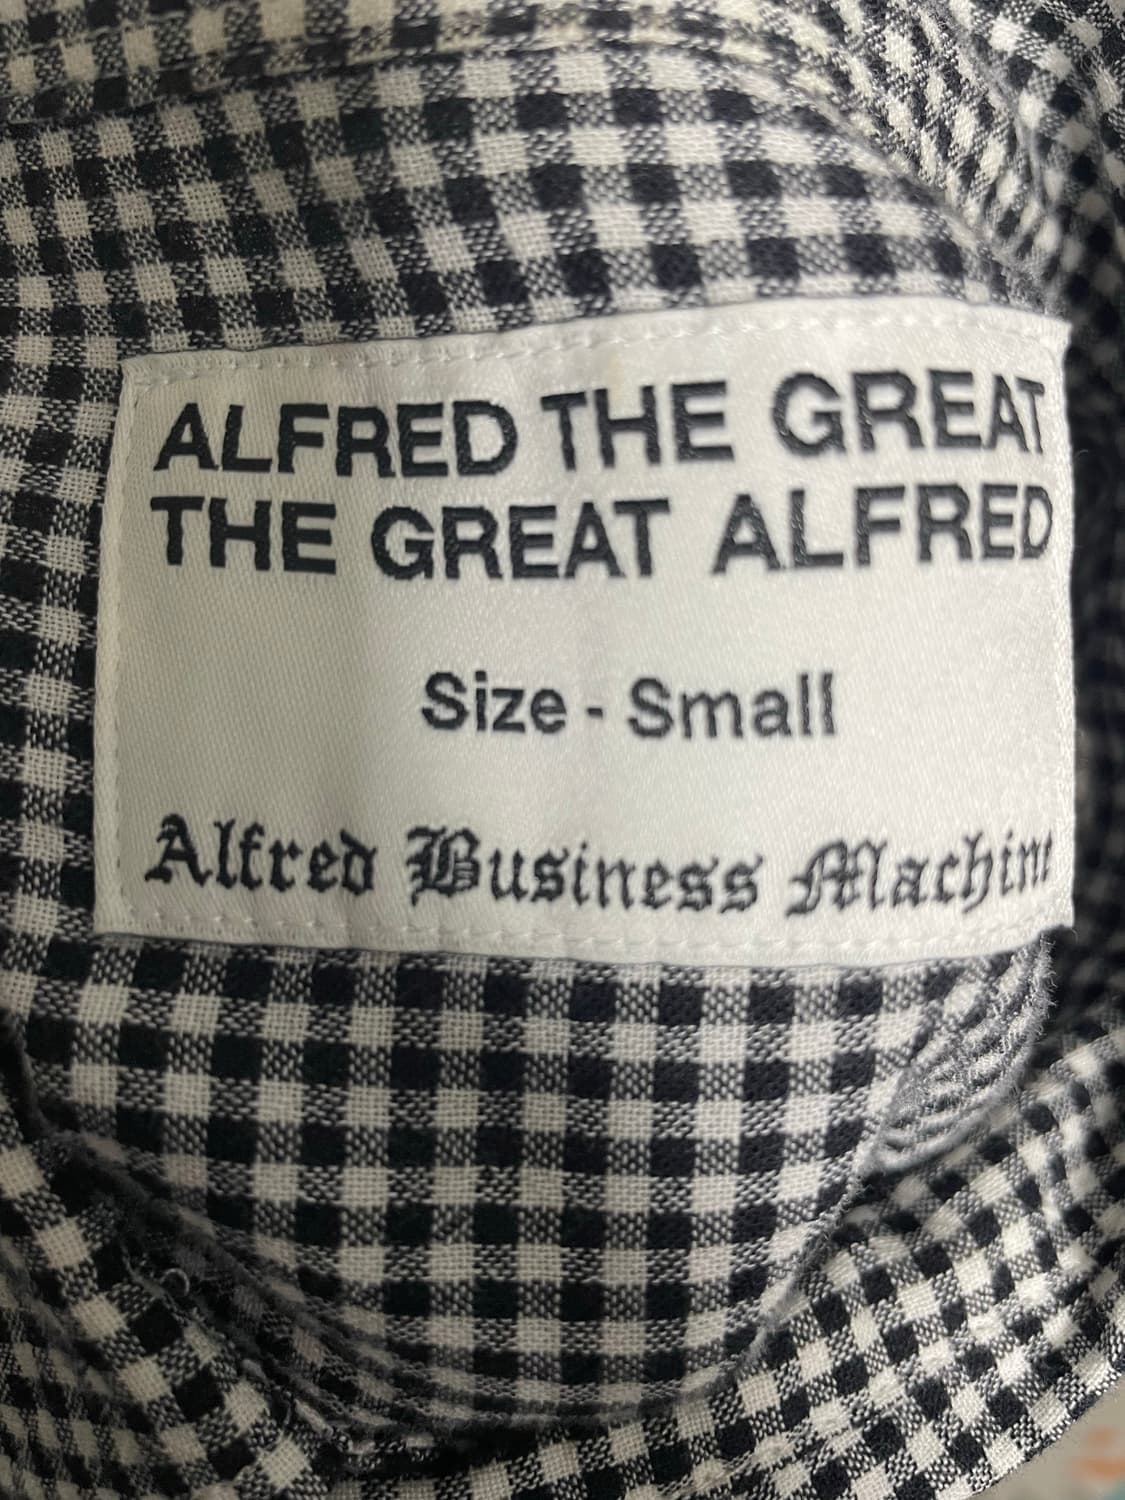 ALFRED THE GREAT
THE GREAT ALFRED
Size - Small
Alfred Business Machine